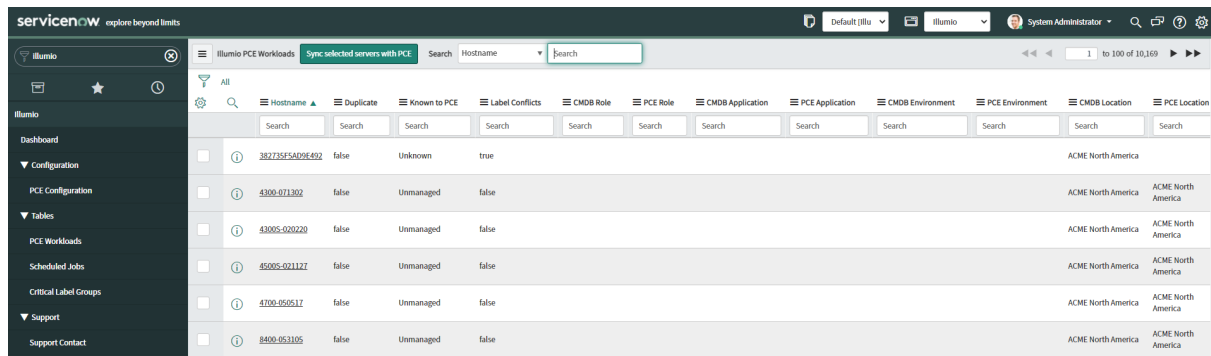 servicenow explore beyond limits
Default [Illu
Illumio
System Administrator
illumio
Illumio PCE Workloads
Sync selected servers with PCE
Search
Hostname
Search
1 to 100 of 10,169
All
Illumio
Dashboard
Configuration
PCE Configuration
Tables
PCE Workloads
Scheduled Jobs
Critical Label Groups
Support
Support Contact
Hostname Duplicate Known to PCE Label Conflicts CMDB Role PCE Role CMDB Application PCE Application CMDB Environment PCE Environment CMDB Location PCE Location
Search Search Search Search Search Search Search Search Search Search Search Search
382735F5AD9E492 false Unknown true ACME North America
4300-071302 false Unmanaged false ACME North America ACME North
America
4300S-020220 false Unmanaged false ACME North America ACME North
America
4500S-021127 false Unmanaged false ACME North America ACME North
America
4700-050517 false Unmanaged false ACME North America ACME North
America
8400-053105 false Unmanaged false ACME North America ACME North
America